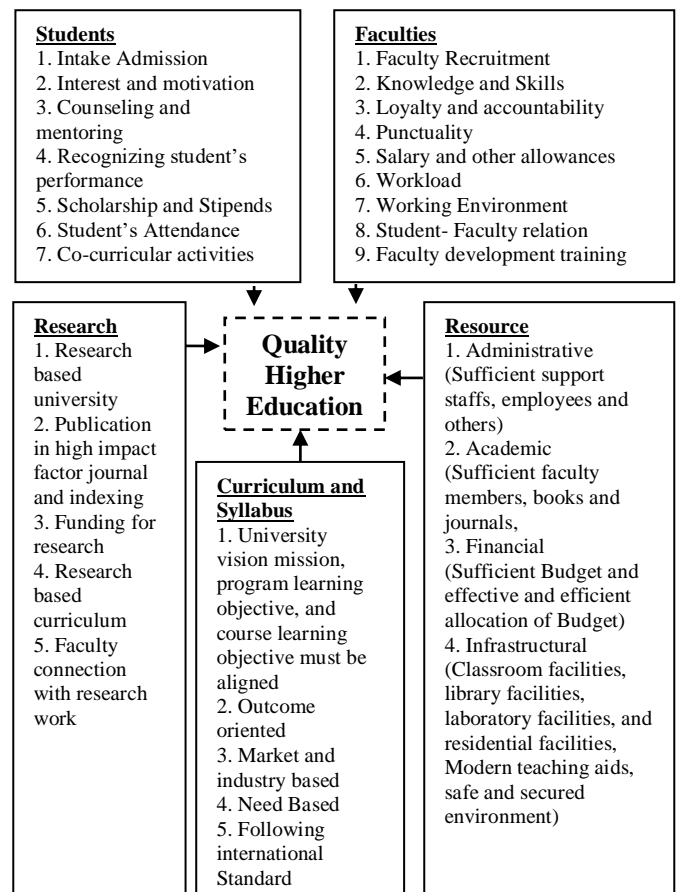 Students
1. Intake Admission
2. Interest and motivation
3. Counseling and
mentoring
4. Recognizing student's
performance
5. Scholarship and Stipends
6. Student's Attendance
7. Co-curricular activities
Faculties
1. Faculty Recruitment
2. Knowledge and Skills
3. Loyalty and accountability
4. Punctuality
5. Salary and other allowances
6. Workload
7. Working Environment
8. Student- Faculty relation
9. Faculty development training
Research
1. Research
based
university
2. Publication
in high impact
factor journal
and indexing
3. Funding for
research
4. Research
based
curriculum
5. Faculty
connection
with research
work
Quality
Higher
Education
Curriculum and
Syllabus
1. University
vision mission,
program learning
objective, and
course learning
objective must be
aligned
2. Outcome
oriented
3. Market and
industry based
4. Need Based
5. Following
international
Standard
Resource
1. Administrative
(Sufficient support
staffs, employees and
others)
2. Academic
(Sufficient faculty
members, books and
journals,
3. Financial
(Sufficient Budget and
effective and efficient
allocation of Budget)
4. Infrastructural
(Classroom facilities,
library facilities,
laboratory facilities, and
residential facilities,
Modern teaching aids,
safe and secured
environment)